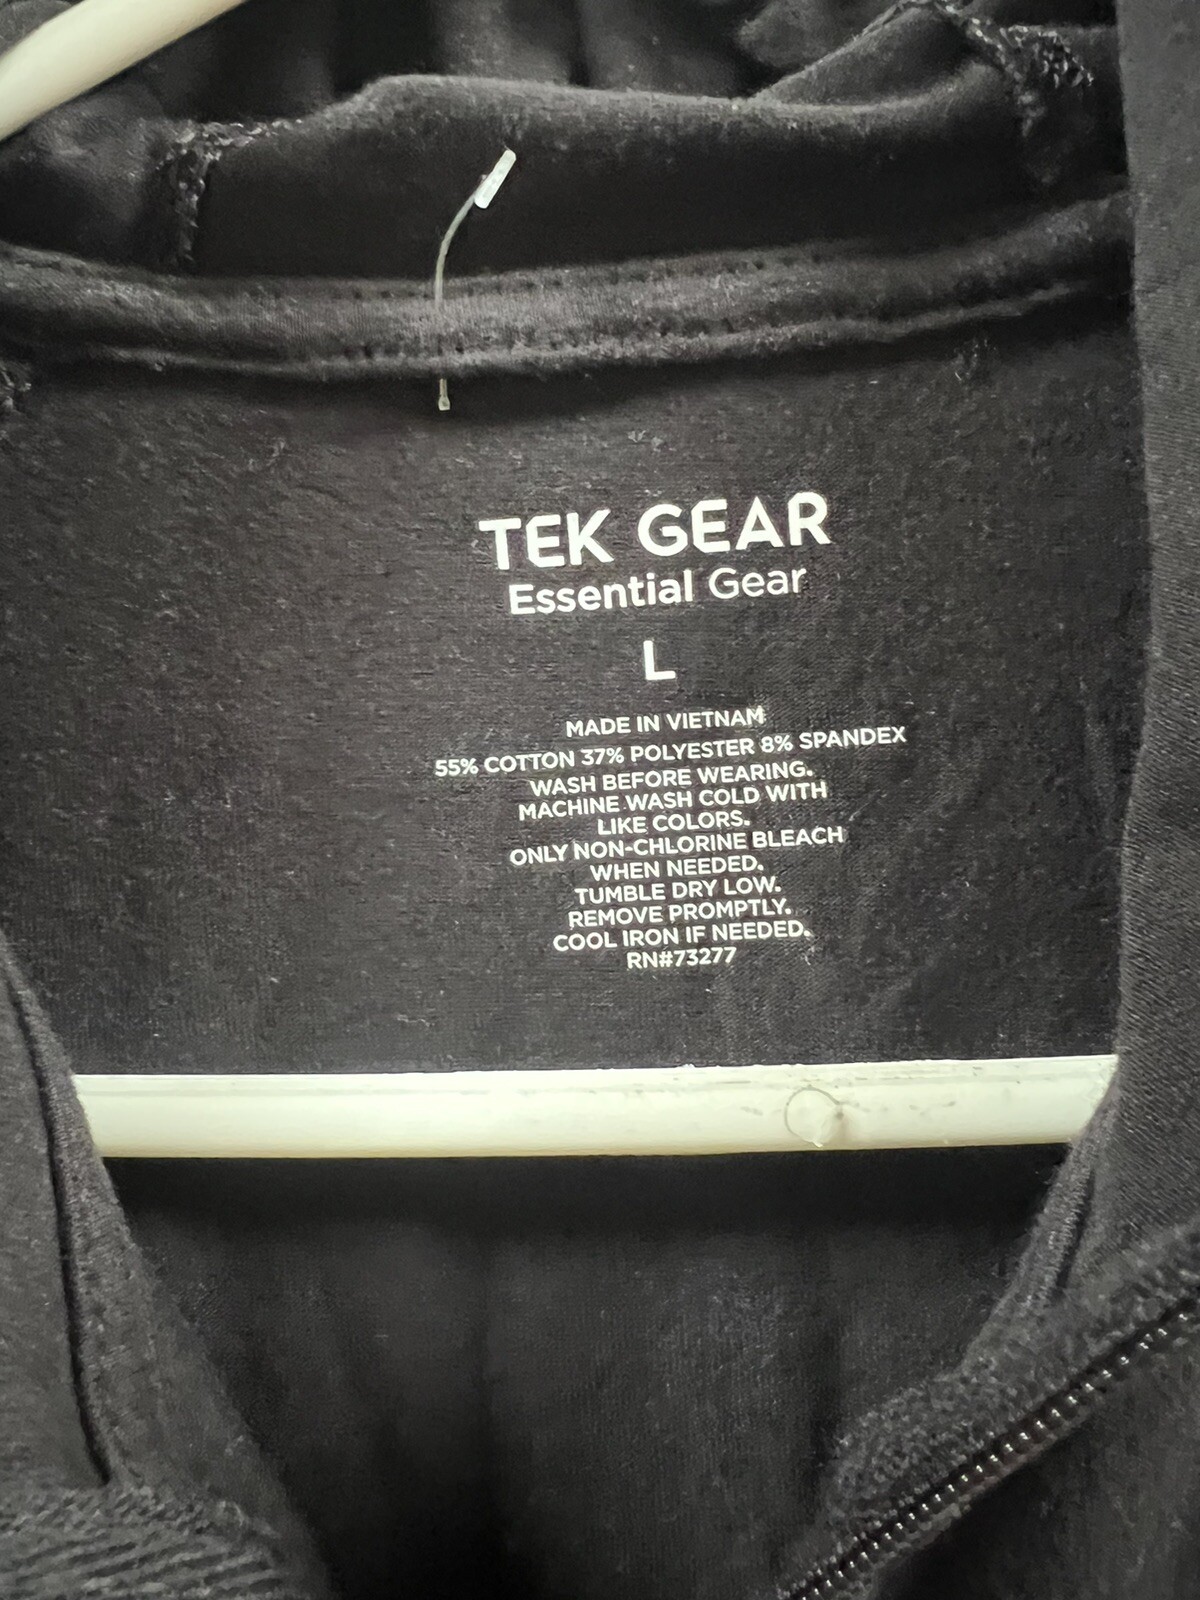 TEK GEAR
Essential Gear
L
MADE IN VIETNAM
55% COTTON 37% POLYESTER 8% SPANDEX
WASH BEFORE WEARING.
MACHINE WASH COLD WITH
LIKE COLORS.
ONLY NON-CHLORINE BLEACH
WHEN NEEDED.
TUMBLE DRY LOW.
REMOVE PROMPTLY.
COOL IRON IF NEEDED.
RN#73277